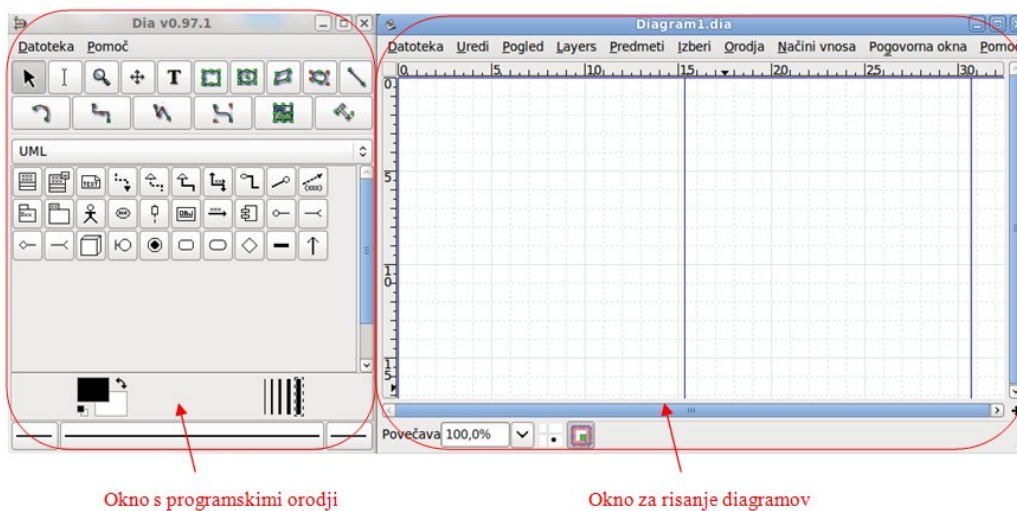 Dia v0.97.1
Datoteka Pomoč
T
UML
TEXT
Okno s programskimi orodji
Diagram1.dia
Datoteka Uredi Pogled Layers Predmeti Izberi Orodja Načini vnosa Pogovorna okna Pomoč
0 5 10 15 20 25 30
0
5
10
15
Povečava 100,0%
Okno za risanje diagramov